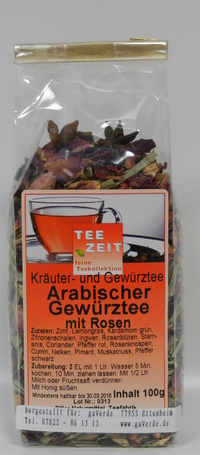 TEE
ZEIT
feine
Teekollektion
Kräuter- und Gewürztee
Arabischer
Gewürztee
mit Rosen
Zutaten: Zimt, Lemongras, Kardamom grün,
Zitronenschalen, Ingwer, Rosenblüten, Stern-
anis, Coriander, Pfeffer rot, Rosenknospen,
Cumin, Nelken, Piment, Muskatnuss, Pfeffer
schwarz
Zubereitung: 2 EL mit 1 Ltr. Wasser 5 Min
kochen, 10 Min. ziehen lassen. Mit 1/2 Ltr
Milch oder Fruchtsaft verdünnen
Mit Honig süßen
Inhalt 100g
Mindestens haltbar bis 30.03.2016
Lot Nr.: 0313
hergestellt für: gaVerde 77955 Ettenheim
Tel. 07822 - 86 13 13 www.gaVerde.de